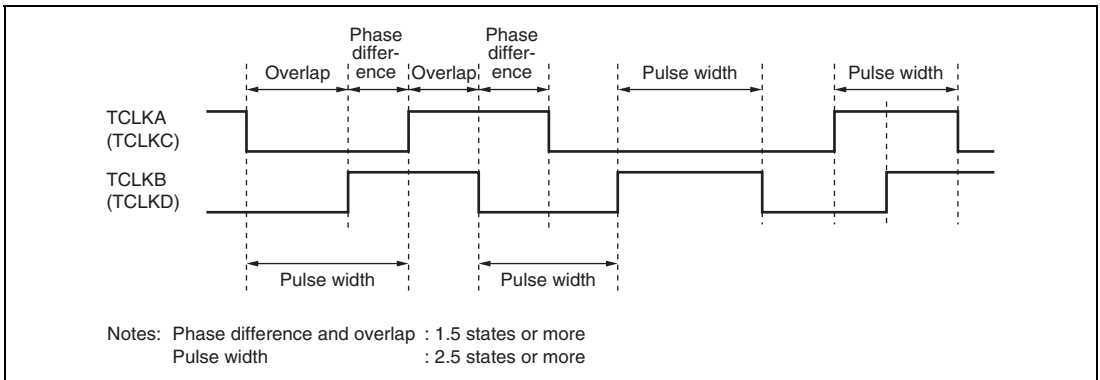 Phase
differ-
ence
Phase
differ-
ence
Overlap
Overlap
Pulse width
Pulse width
TCLKA
(TCLKC)
TCLKB
(TCLKD)
Pulse width
Pulse width
Notes: Phase difference and overlap : 1.5 states or more
Pulse width : 2.5 states or more